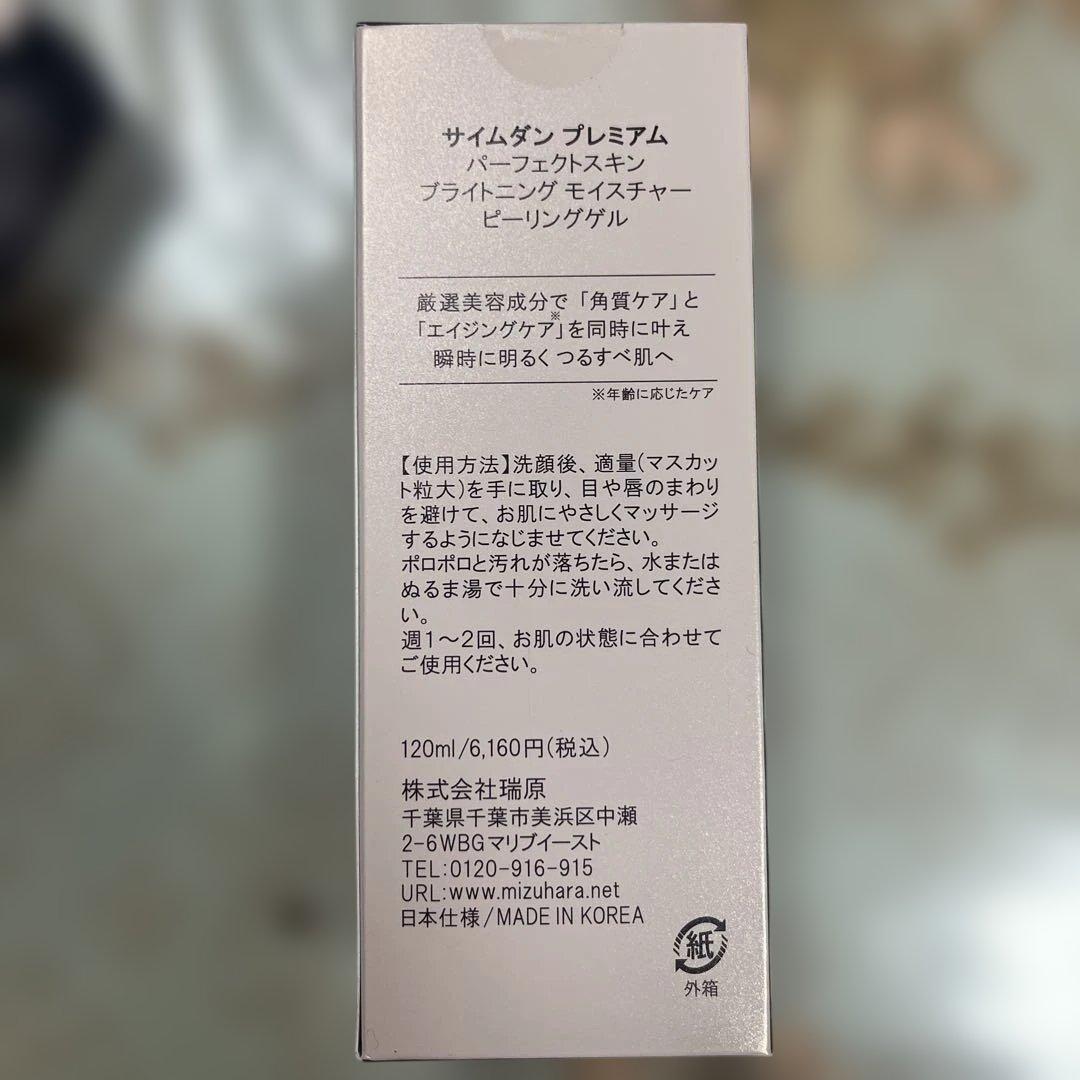 サイムダン プレミアム
パーフェクトスキン
ブライトニング モイスチャー
ピーリングゲル
厳選美容成分で「角質ケア」と
「エイジングケア※」を同時に叶え
瞬時に明るく つるすべ肌へ
※年齢に応じたケア
【使用方法】洗顔後、適量(マスカッ
ト粒大)を手に取り、目や唇のまわり
を避けて、お肌にやさしくマッサージ
するようになじませてください。
ポロポロと汚れが落ちたら、水または
ぬるま湯で十分に洗い流してくださ
い。
週1〜2回、お肌の状態に合わせて
ご使用ください。
120ml/6,160円(税込)
株式会社瑞原
千葉県千葉市美浜区中瀬
2-6WBGマリブイースト
TEL:0120-916-915
URL:www.mizuhara.net
日本仕様/MADE IN KOREA
紙
外箱